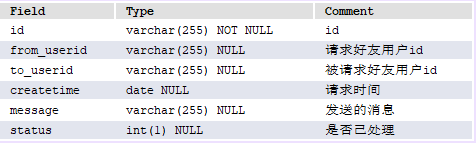 Field Type Comment
id varchar(255) NOT NULL id
from_userid varchar(255) NULL 请求好友用户id
to_userid varchar(255) NULL 被请求好友用户id
createtime date NULL 请求时间
message varchar(255) NULL 发送的消息
status int(1) NULL 是否己处理